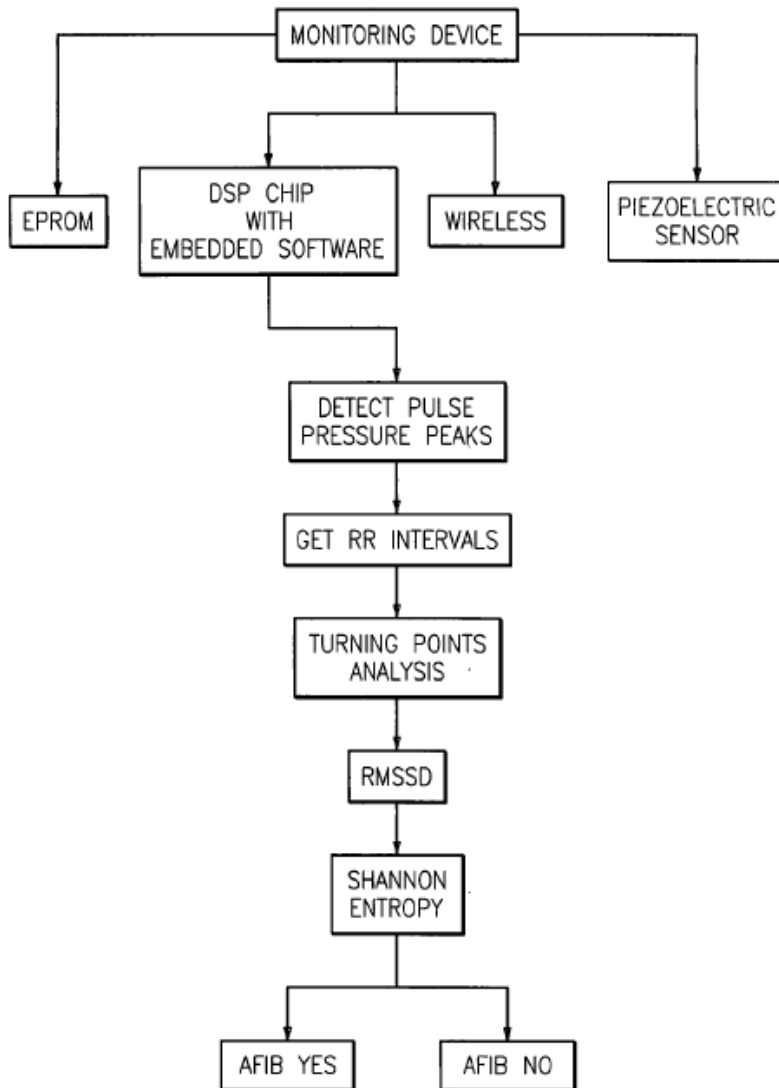 MONITORING DEVICE
EPROM
DSP CHIP
WITH
EMBEDDED SOFTWARE
WIRELESS
PIEZOELECTRIC
SENSOR
DETECT PULSE
PRESSURE PEAKS
GET RR INTERVALS
TURNING POINTS
ANALYSIS
RMSSD
SHANNON
ENTROPY
AFIB YES
AFIB NO